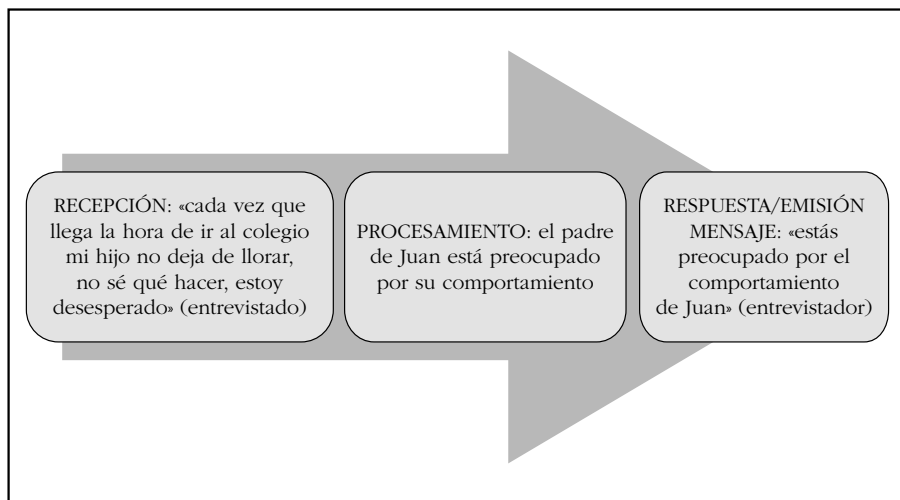 RECEPCIÓN: «cada vez que
llega la hora de ir al colegio
mi hijo no deja de llorar,
no sé qué hacer, estoy
desesperado» (entrevistado)
PROCESAMIENTO: el padre
de Juan está preocupado
por su comportamiento
RESPUESTA/EMISIÓN
MENSAJE: «estás
preocupado por el
comportamiento
de Juan» (entrevistador)